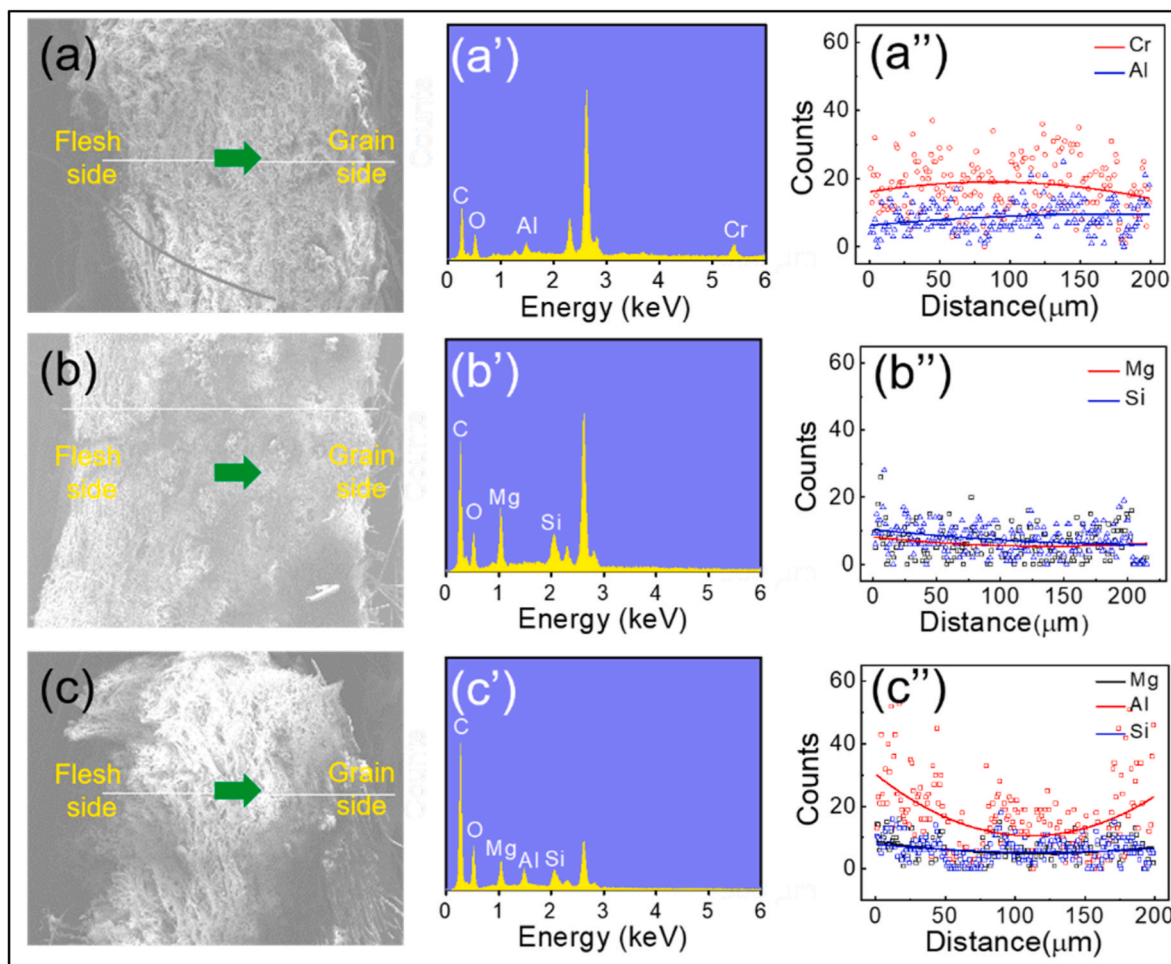 (a)
Flesh side
Grain side
(a')
C
O
Al
Cr
0 1 2 3 4 5 6
Energy (keV)
(a'')
Cr
Al
Counts
60
40
20
0
0 50 100 150 200
Distance(μm)
(b)
Flesh side
Grain side
(b')
C
O
Mg
Si
0 1 2 3 4 5 6
Energy (keV)
(b'')
Mg
Si
Counts
60
40
20
0
0 50 100 150 200
Distance(μm)
(c)
Flesh side
Grain side
(c')
C
O
Mg
Al
Si
0 1 2 3 4 5 6
Energy (keV)
(c'')
Mg
Al
Si
Counts
60
40
20
0
0 50 100 150 200
Distance(μm)